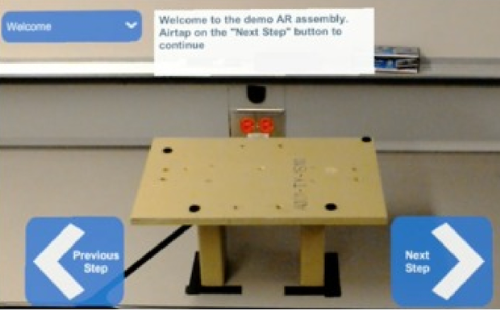 Welcome
Welcome to the demo AR assembly.
Airtap on the "Next Step" button to
continue
Previous
Step
Next
Step